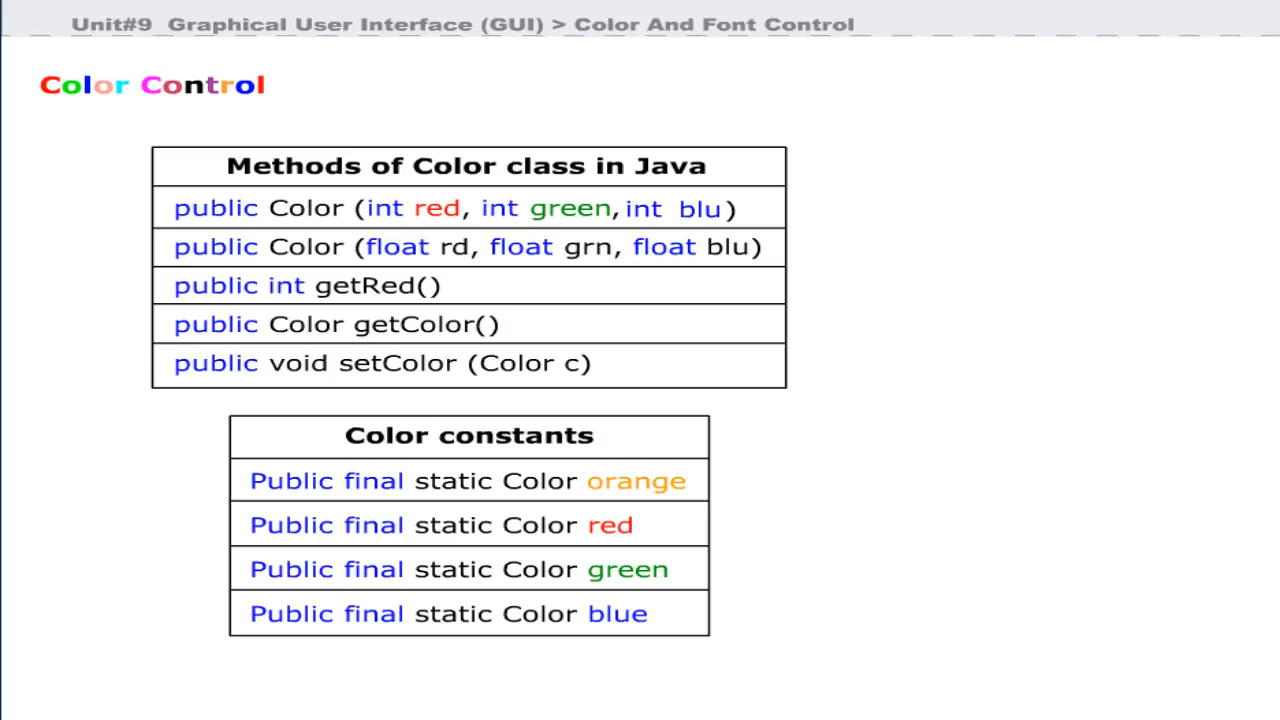 Unit#9 Graphical User Interface (GUI) > Color And Font Control
Color Control
Methods of Color class in Java
public Color (int red, int green, int blu)
public Color (float rd, float grn, float blu)
public int getRed()
public Color getColor()
public void setColor (Color c)
Color constants
Public final static Color orange
Public final static Color red
Public final static Color green
Public final static Color blue